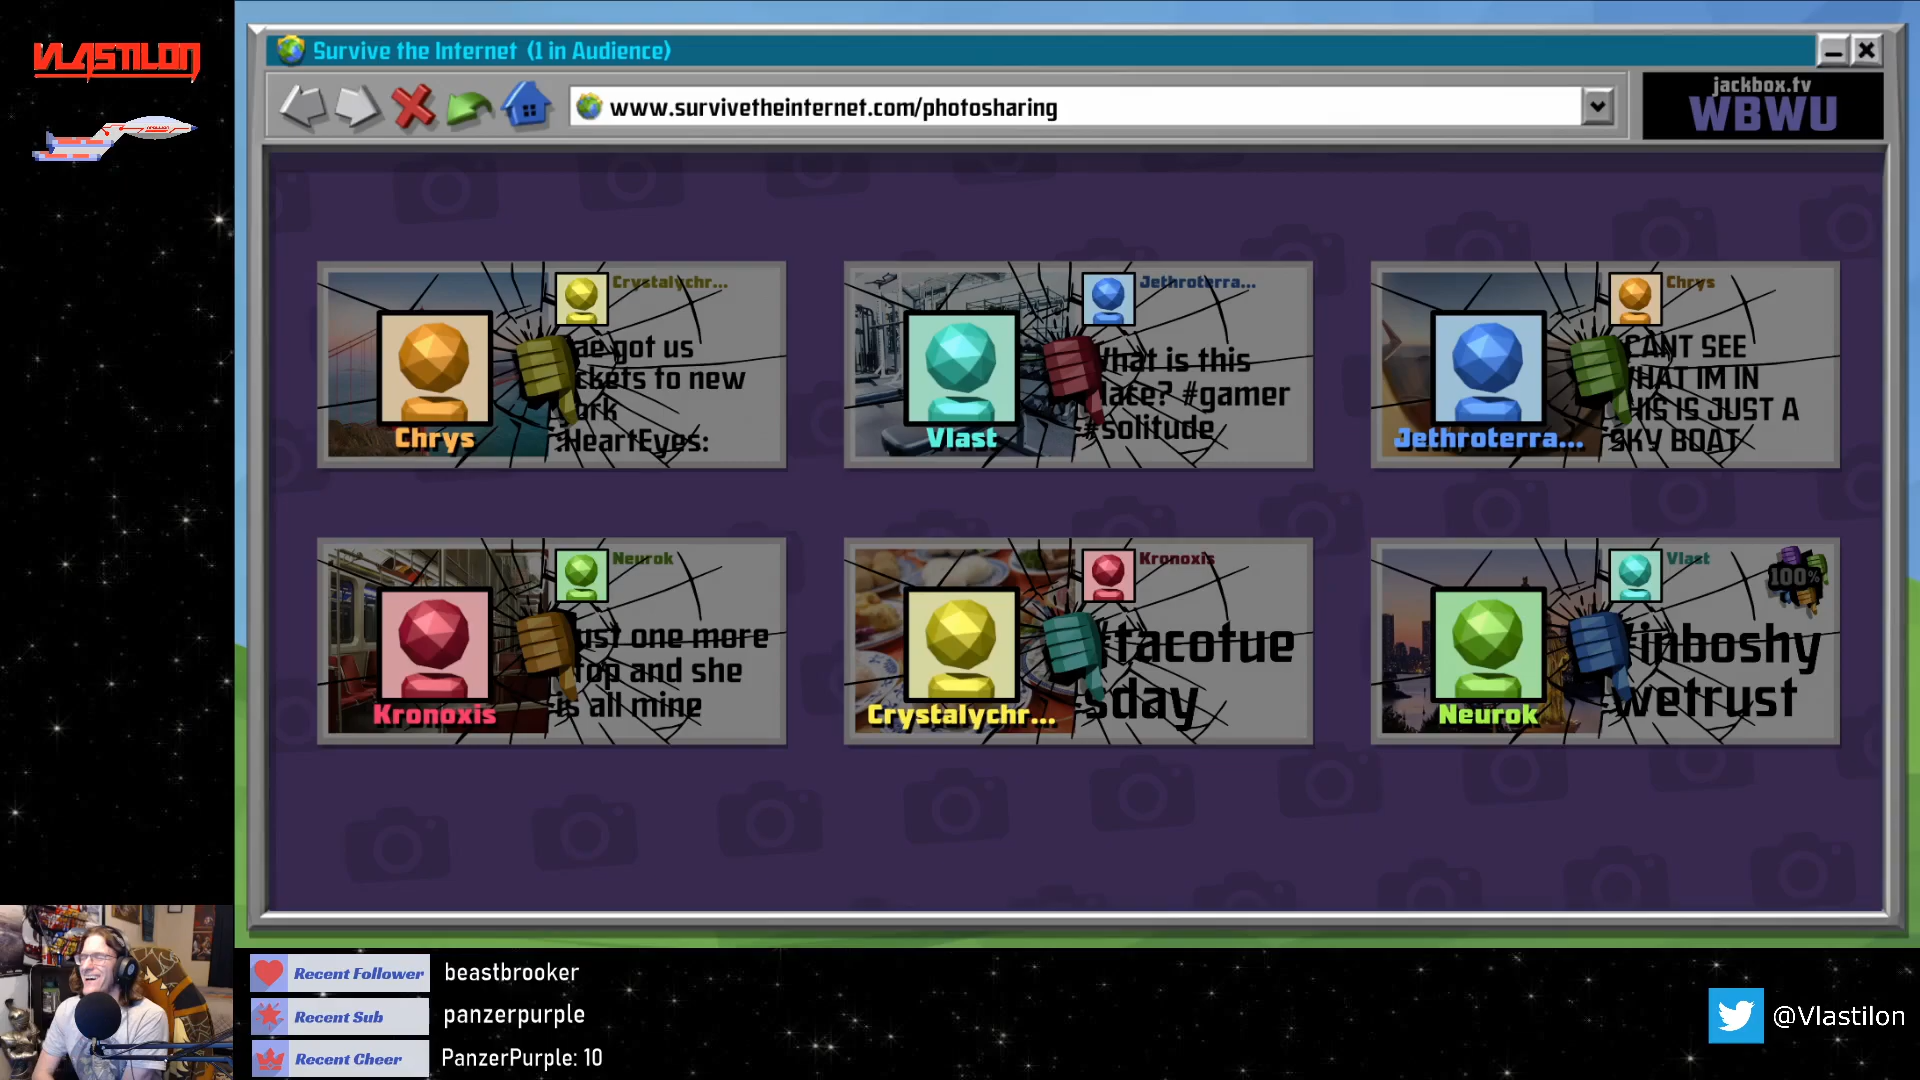 VLASTILON
Survive the Internet (1 in Audience)
www.survivetheinternet.com/photosharing
jackbox.tv
WBWU
Crystalychr...
got us
to new
:HeartEyes:
Chrys
Jethroterra...
is this
#gamer
#solitude
Vlast
Chrys
CANT SEE
IM IN
IS JUST A
SKY BOAT
Jethroterra...
Neurok
one more
and she
is all mine
Kronoxis
Kronoxis
#tacotue
sday
Crystalychr...
Vlast
100%
#inboshy
wetrust
Neurok
Recent Follower
beastbrooker
Recent Sub
panzerpurple
Recent Cheer
PanzerPurple: 10
@Vlastilon